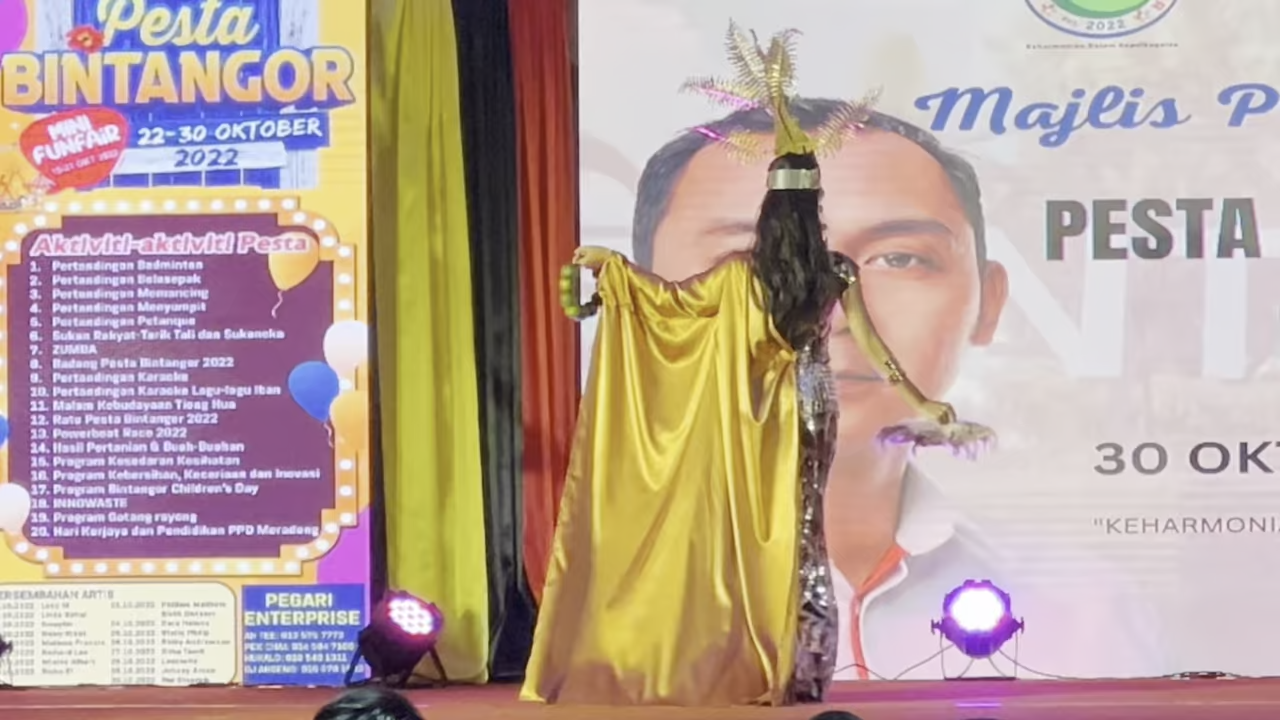 Pesta
BINTANGOR
MINI
FUNFAIR
22-30 OKTOBER
2022
Aktiviti-aktiviti Pesta
1. Pertandingan Badminton
2. Pertandingan Bolasepak
3. Pertandingan Memancing
4. Pertandingan Menyumpit
5. Pertandingan Petanque
6. Sukan Rakyat-Tarik Tali dan Sukaneka
7. ZUMBA
8. Badang Pesta Bintangor 2022
9. Pertandingan Karaoke
10. Pertandingan Karaoke Lagu-lagu Iban
11. Malam Kebudayaan Tiong Hua
12. Ratu Pesta Bintangor 2022
13. Powerboat Race 2022
14. Hasil Pertanian & Buah-Buahan
15. Program Kesedaran Kesihatan
16. Program Kebersihan, Keceriaan dan Inovasi
17. Program Bintangor Children's Day
18. INNOWASTE
19. Program Gotong royong
20. Hari Kerjaya dan Pendidikan PPD Meradong
ERSEMBAHAN ARTIS
PEGARI
ENTERPRISE
2022
Majlis P
PESTA
NT
30 OKT
"KEHARMONI